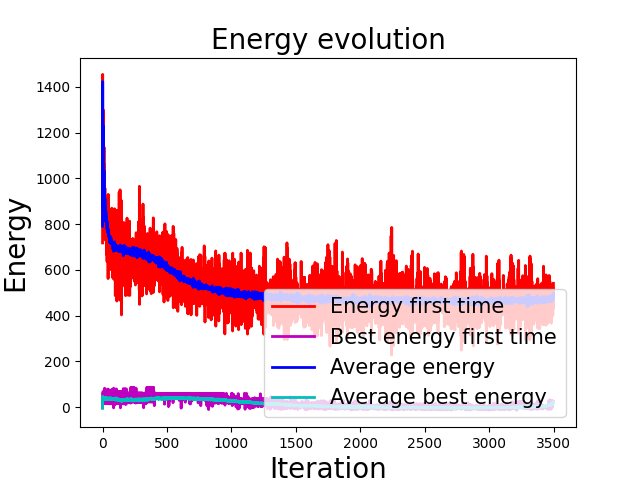 Energy evolution
Energy
1400
1200
1000
800
600
400
200
0
Energy first time
Best energy first time
Average energy
Average best energy
0 500 1000 1500 2000 2500 3000 3500
Iteration